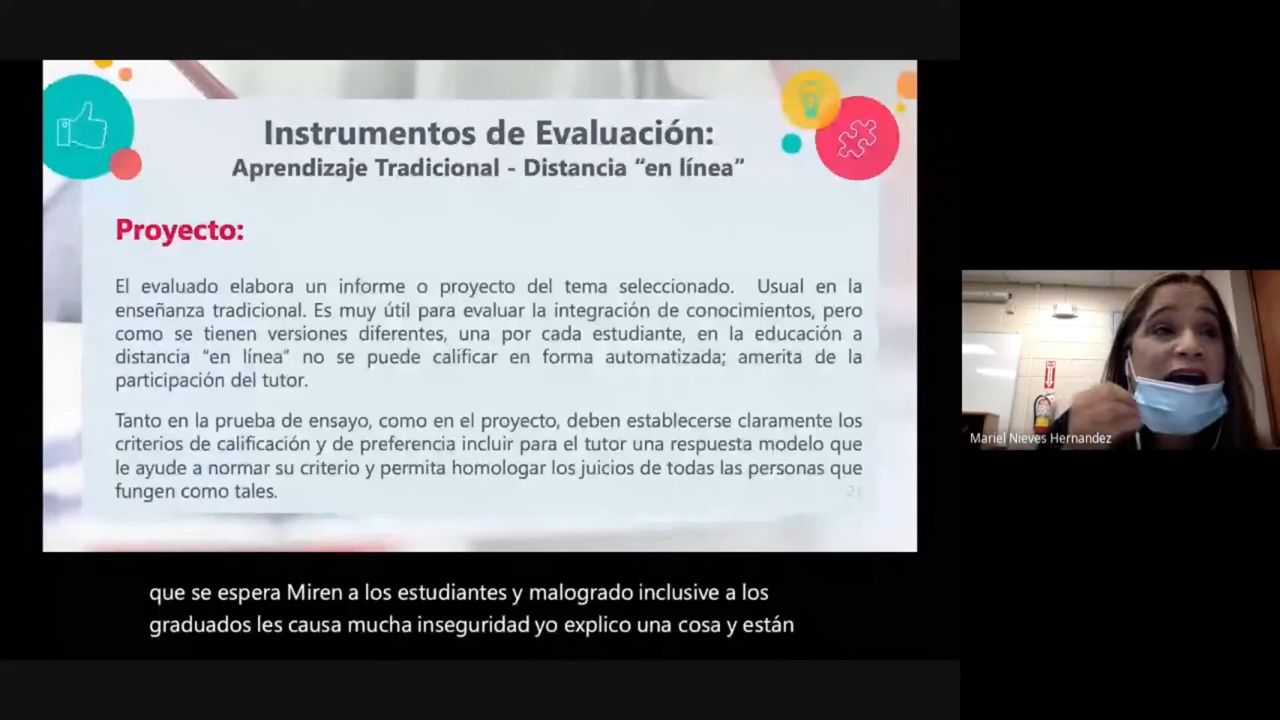 Instrumentos de Evaluación:
Aprendizaje Tradicional - Distancia “en línea”
Proyecto:
El evaluado elabora un informe o proyecto del tema seleccionado. Usual en la
enseñanza tradicional. Es muy útil para evaluar la integración de conocimientos, pero
como se tienen versiones diferentes, una por cada estudiante, en la educación a
distancia “en línea” no se puede calificar en forma automatizada; amerita de la
participación del tutor.
Tanto en la prueba de ensayo, como en el proyecto, deben establecerse claramente los
criterios de calificación y de preferencia incluir para el tutor una respuesta modelo que
le ayude a normar su criterio y permita homologar los juicios de todas las personas que
fungen como tales.
21
Mariel Nieves Hernandez
que se espera Miren a los estudiantes y malogrado inclusive a los
graduados les causa mucha inseguridad yo explico una cosa y están